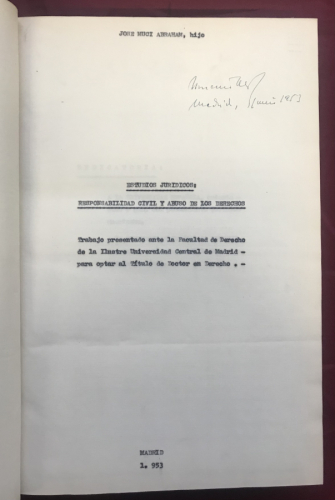 JOSE MUCI ABRAHAM, hijo
Madrid, junio 1953
ESTUDIOS JURIDICOS:
RESPONSABILIDAD CIVIL Y ABUSO DE LOS DERECHOS
Trabajo presentado ante la Facultad de Derecho
de la Ilustre Universidad Central de Madrid -
para optar al Título de Doctor en Derecho . -
MADRID
1. 953